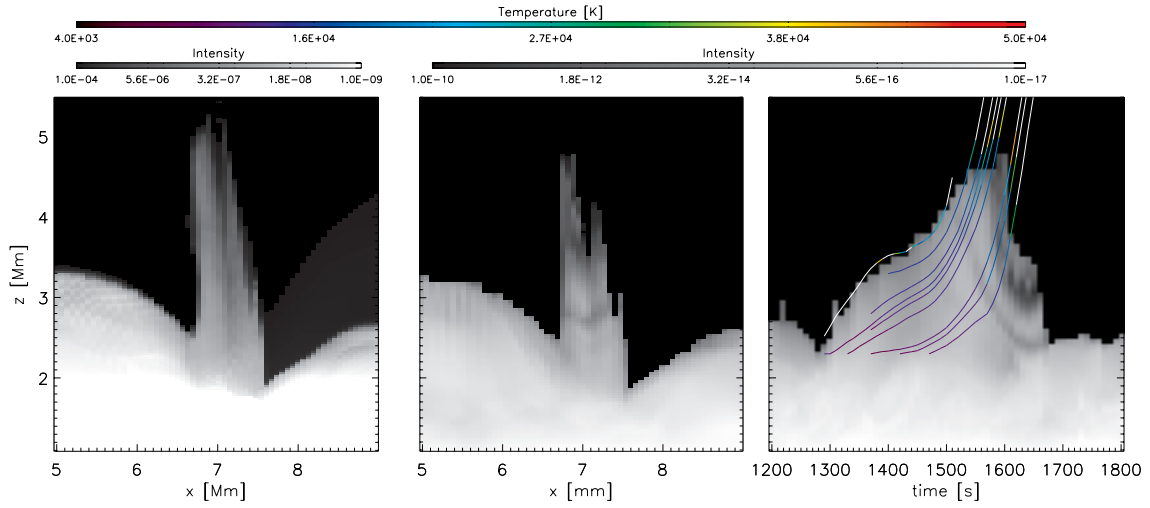 Temperature [K]
4.0E+03 1.6E+04 2.7E+04 3.8E+04 5.0E+04
Intensity Intensity
1.0E-04 5.6E-06 3.2E-07 1.8E-08 1.0E-09 1.0E-10 1.8E-12 3.2E-14 5.6E-16 1.0E-17
z [Mm]
5
4
3
2
5 6 7 8 5 6 7 8 1200 1300 1400 1500 1600 1700 1800
x [Mm] x [mm] time [s]